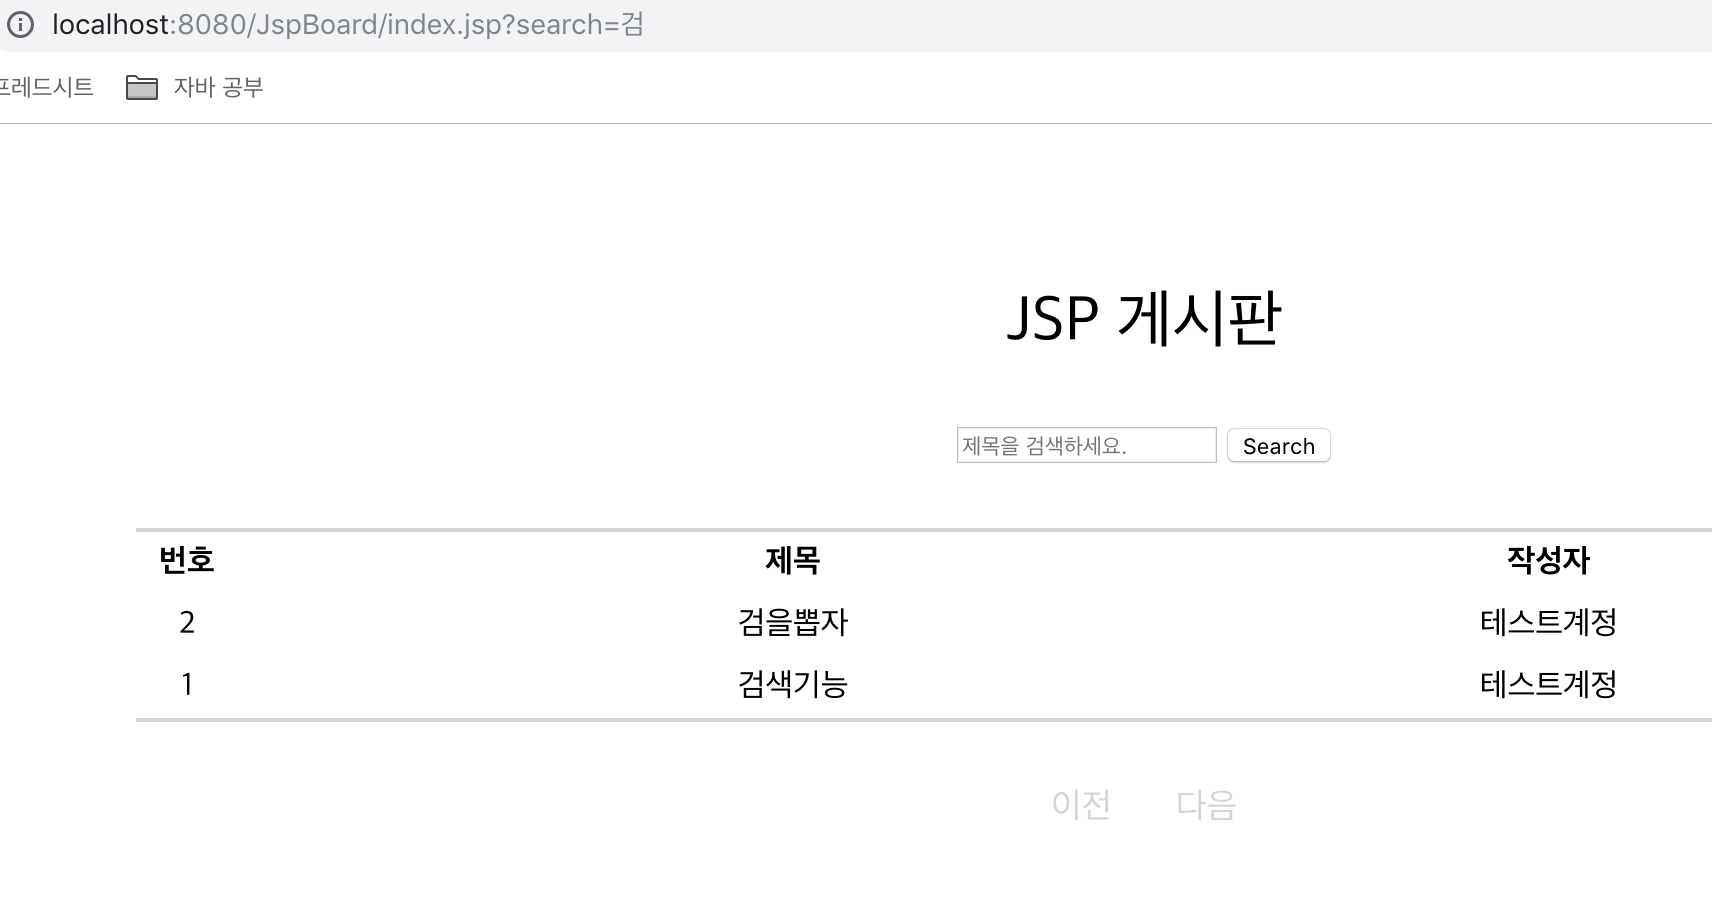 localhost:8080/JspBoard/index.jsp?search=검
프레드시트 자바 공부
JSP 게시판
제목을 검색하세요. Search
번호 제목 작성자
2 검을뽑자 테스트계정
1 검색기능 테스트계정
이전 다음